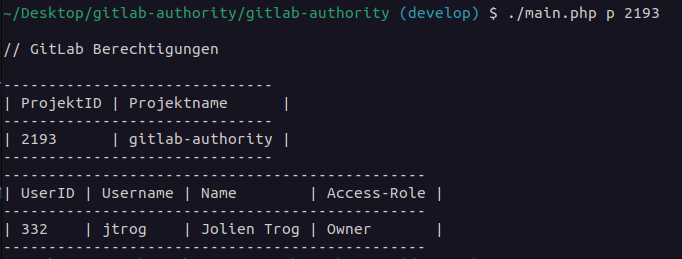 ~/Desktop/gitlab-authority/gitlab-authority (develop) $ ./main.php p 2193
// GitLab Berechtigungen
------------------------------
| ProjektID | Projektname      |
------------------------------
| 2193      | gitlab-authority |
------------------------------
-----------------------------------------------
| UserID | Username | Name        | Access-Role |
-----------------------------------------------
| 332    | jtrog    | Jolien Trog | Owner       |
-----------------------------------------------